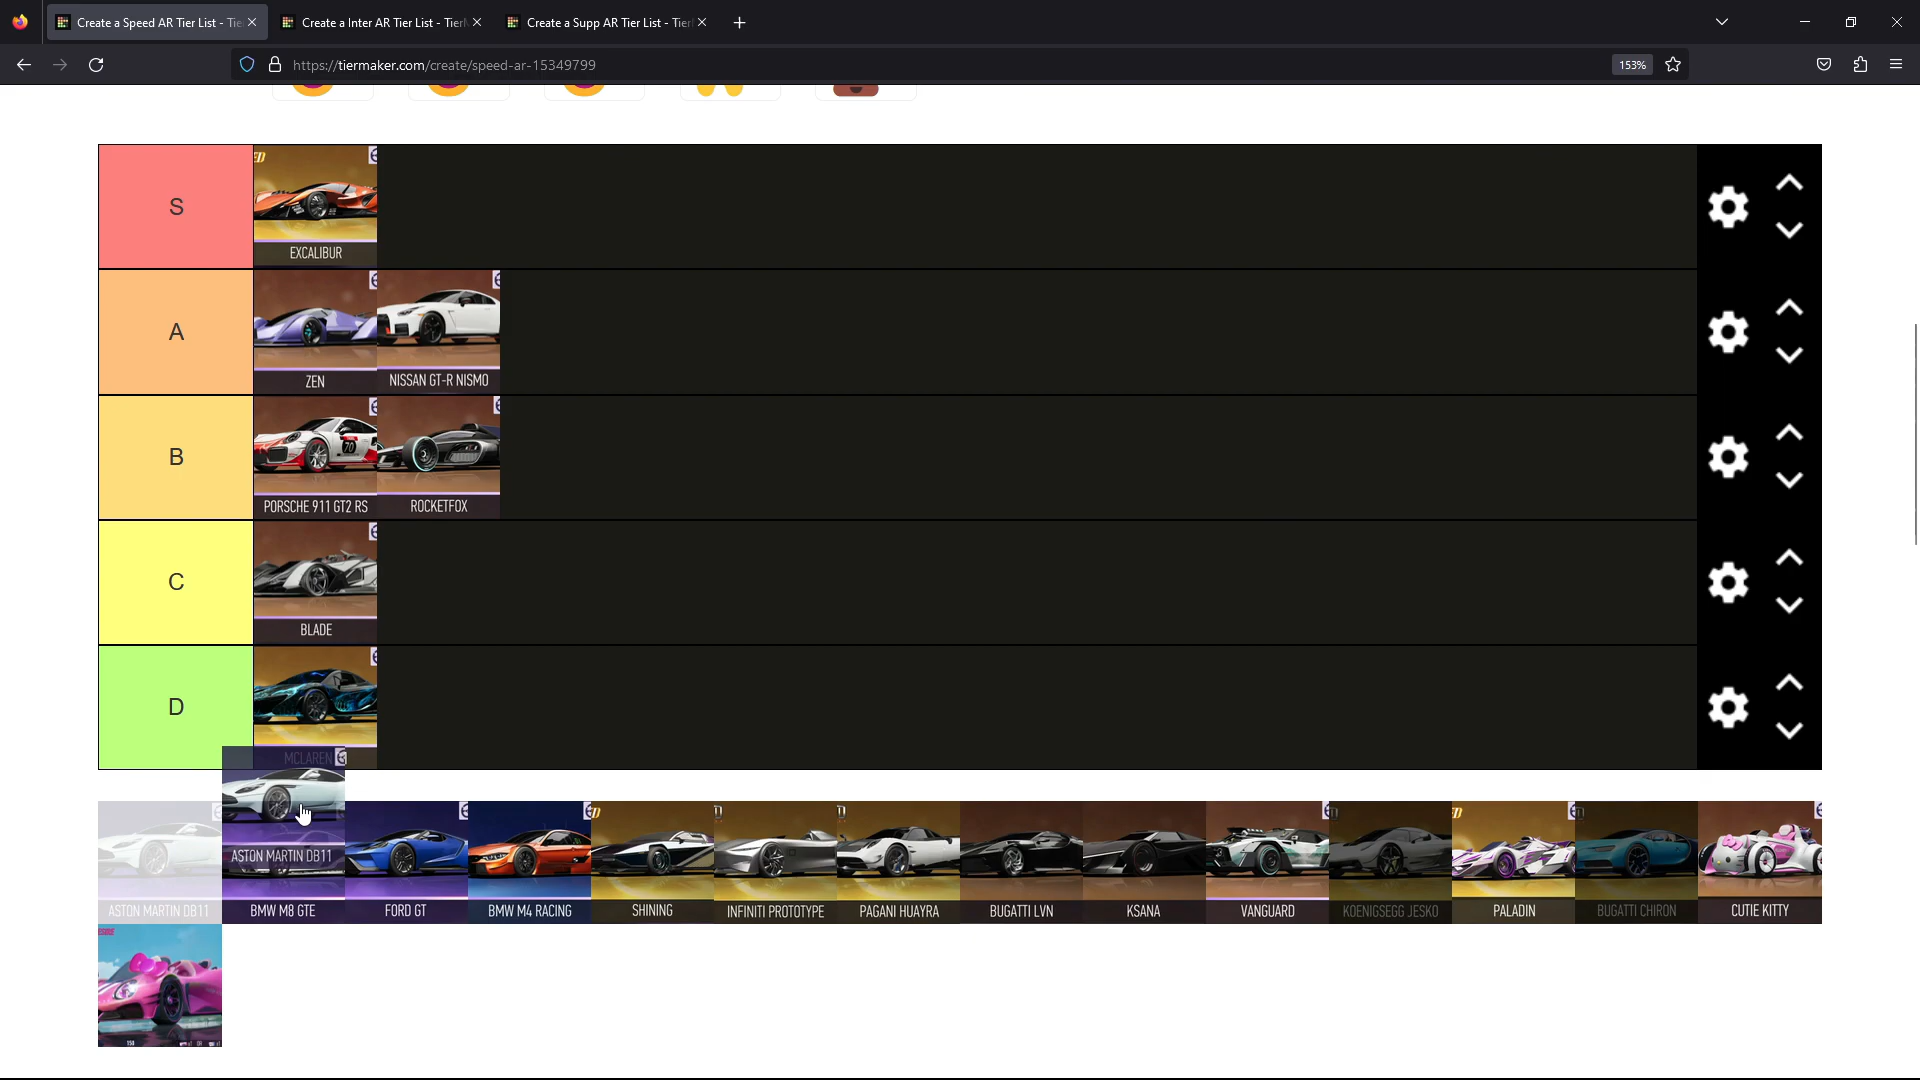 Create a Speed AR Tier List - Tie
Create a Inter AR Tier List - Tier
Create a Supp AR Tier List - Tier
https://tiermaker.com/create/speed-ar-15349799
153%
S
EXCALIBUR
A
ZEN
NISSAN GT-R NISMO
B
PORSCHE 911 GT2 RS
70
ROCKETFOX
C
BLADE
D
MCLAREN
ASTON MARTIN DB11
ASTON MARTIN DB11
BMW M8 GTE
FORD GT
BMW M4 RACING
SHINING
INFINITI PROTOTYPE
PAGANI HUAYRA
BUGATTI LVN
KSANA
VANGUARD
KOENIGSEGG JESKO
PALADIN
BUGATTI CHIRON
CUTIE KITTY